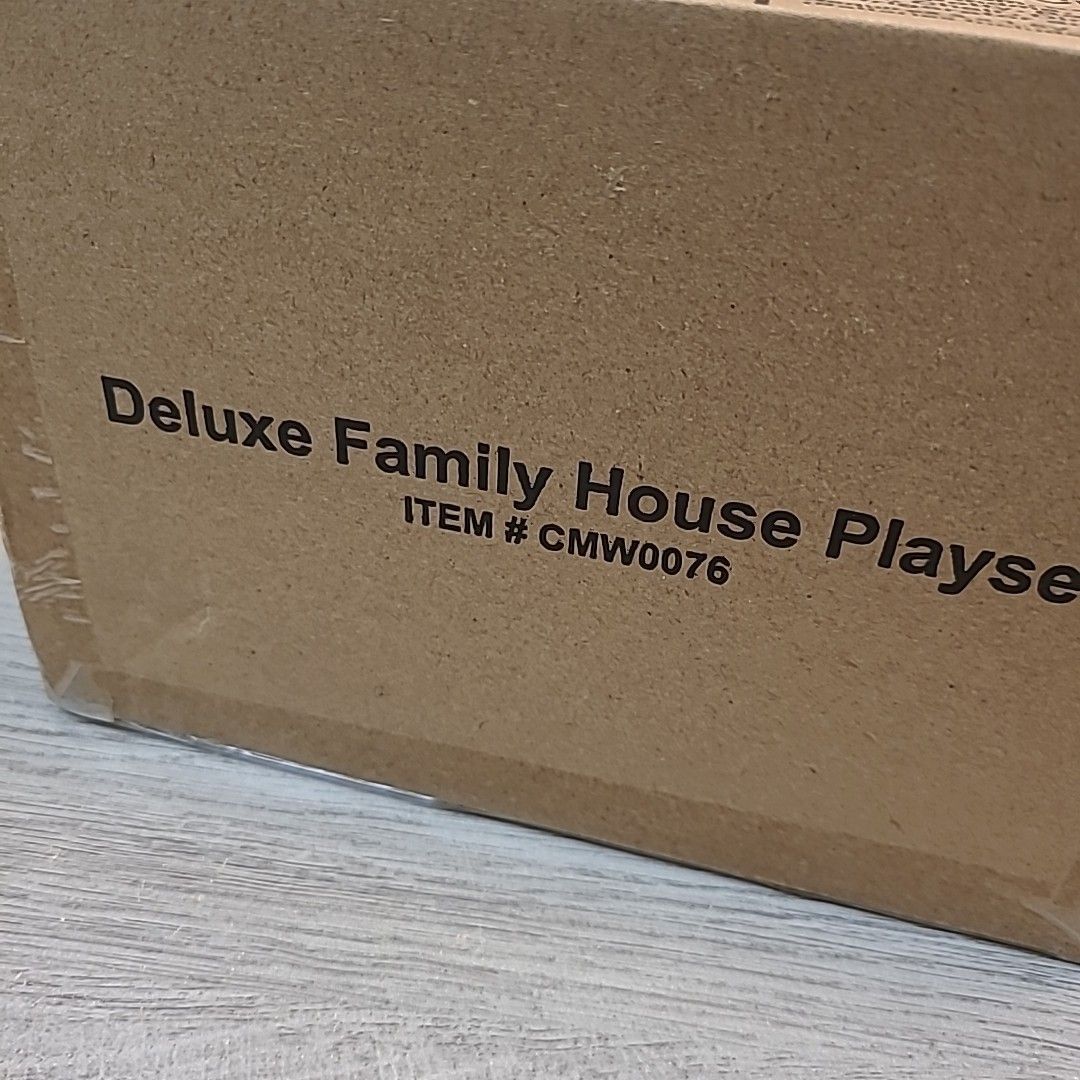 Deluxe Family House Playse
ITEM # CMW0076